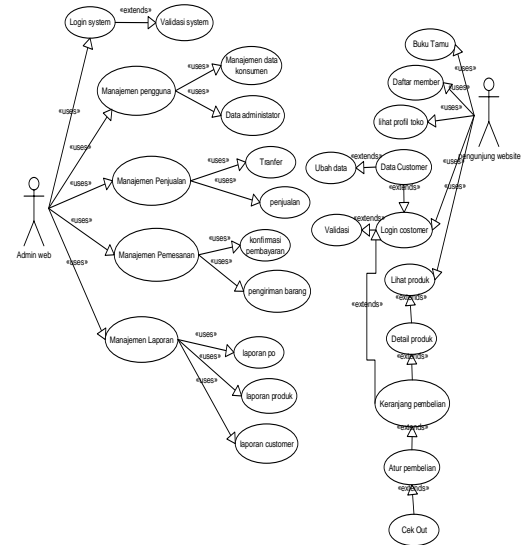 «extends»
Login system
Validasi system
«uses»
«uses»
Manajemen data
konsumen
Manajemen pengguna
«uses»
Data administator
«uses»
«uses»
Tranfer
Manajemen Penjualan
«uses»
«uses»
penjualan
Admin web
«uses»
konfirmasi
pembayaran
«uses»
Manajemen Pemesanan
«uses»
pengiriman barang
«uses»
Manajemen Laporan
«uses»
laporan po
«uses»
laporan produk
«uses»
laporan customer
Buku Tamu
«uses»
Daftar member
«uses»
lihat profil toko
«uses»
pengunjung website
«extends»
Ubah data
Data Customer
«uses»
«extends»
«uses»
«extends»
Validasi
Login costomer
Lihat produk
«extends»
«extends»
Detail produk
«extends»
Keranjang pembelian
«extends»
Atur pembelian
«extends»
Cek Out